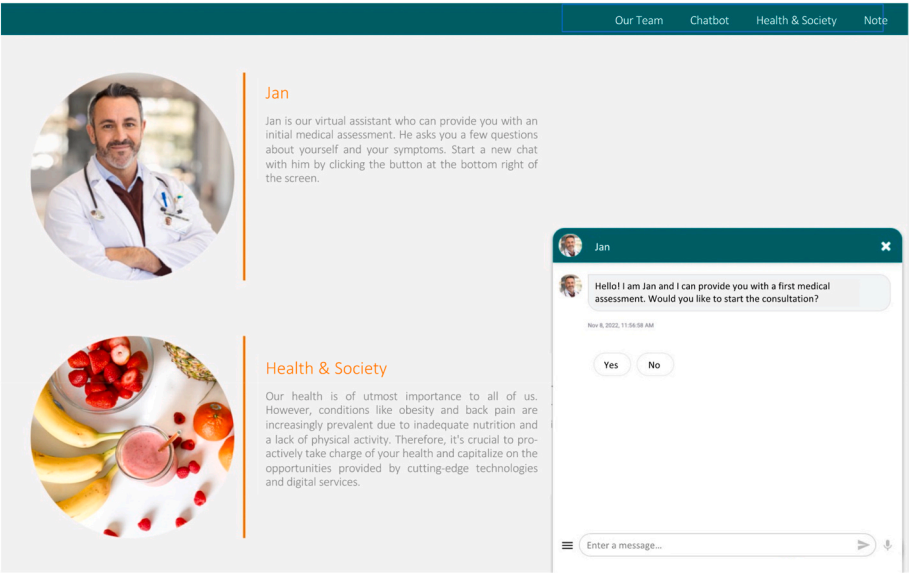 Our Team Chatbot Health & Society Note
Jan
Jan is our virtual assistant who can provide you with an
initial medical assessment. He asks you a few questions
about yourself and your symptoms. Start a new chat
with him by clicking the button at the bottom right of
the screen.
Health & Society
Our health is of utmost importance to all of us.
However, conditions like obesity and back pain are
increasingly prevalent due to inadequate nutrition and
a lack of physical activity. Therefore, it's crucial to pro-
actively take charge of your health and capitalize on the
opportunities provided by cutting-edge technologies
and digital services.
Jan
Hello! I am Jan and I can provide you with a first medical
assessment. Would you like to start the consultation?
Nov 8, 2022, 11:56:58 AM
Yes No
Enter a message...